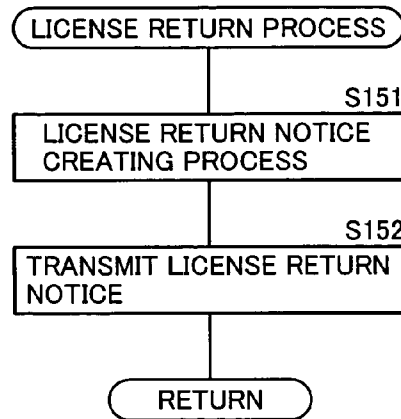 LICENSE RETURN PROCESS
S151
LICENSE RETURN NOTICE
CREATING PROCESS
S152
TRANSMIT LICENSE RETURN
NOTICE
RETURN